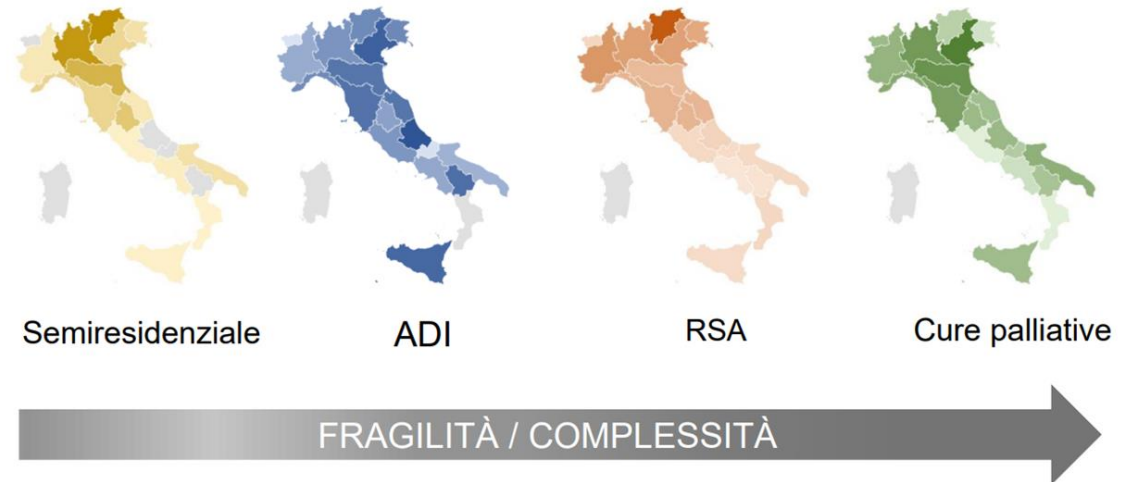 Semiresidenziale
ADI
RSA
Cure palliative
FRAGILITÀ / COMPLESSITÀ